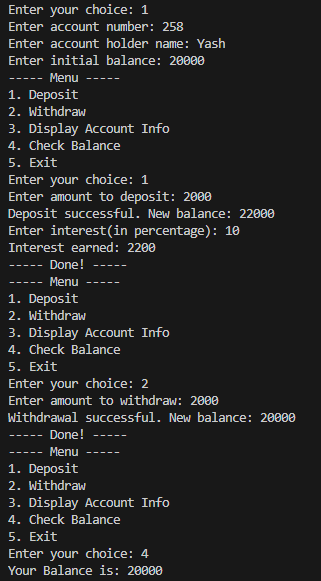 Enter your choice: 1
Enter account number: 258
Enter account holder name: Yash
Enter initial balance: 20000
----- Menu -----
1. Deposit
2. Withdraw
3. Display Account Info
4. Check Balance
5. Exit
Enter your choice: 1
Enter amount to deposit: 2000
Deposit successful. New balance: 22000
Enter interest(in percentage): 10
Interest earned: 2200
----- Done! -----
----- Menu -----
1. Deposit
2. Withdraw
3. Display Account Info
4. Check Balance
5. Exit
Enter your choice: 2
Enter amount to withdraw: 2000
Withdrawal successful. New balance: 20000
----- Done! -----
----- Menu -----
1. Deposit
2. Withdraw
3. Display Account Info
4. Check Balance
5. Exit
Enter your choice: 4
Your Balance is: 20000